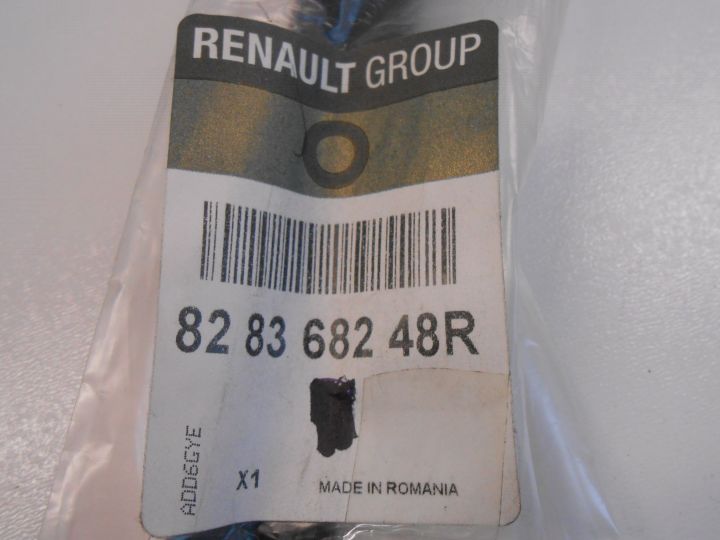 RENAULT GROUP
82 83 682 48R
ADD6GYE
X1
MADE IN ROMANIA